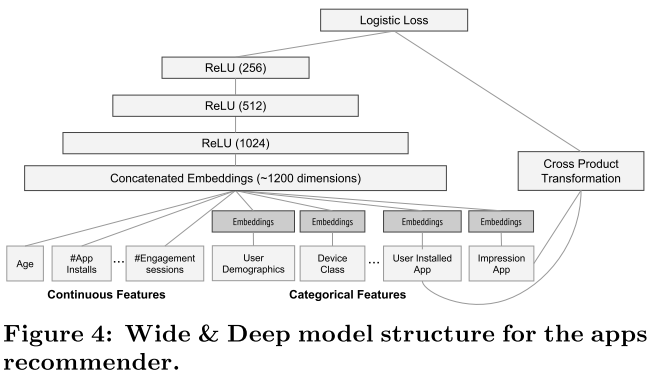 Logistic Loss
ReLU (256)
ReLU (512)
ReLU (1024)
Concatenated Embeddings (~1200 dimensions)
Cross Product
Transformation
Embeddings
Embeddings
Embeddings
Embeddings
Age
#App
Installs
...
#Engagement
sessions
User
Demographics
Device
Class
...
User Installed
App
Impression
App
Continuous Features
Categorical Features
Figure 4: Wide & Deep model structure for the apps
recommender.